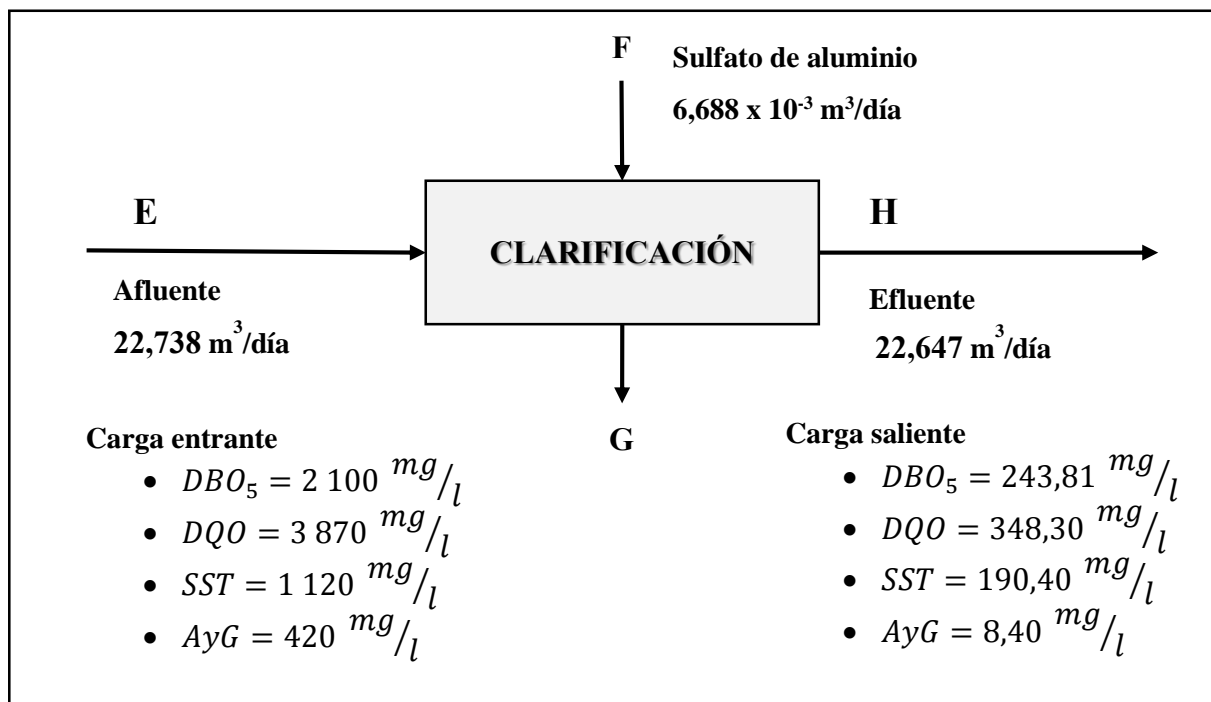 F
Sulfato de aluminio
6,688 x 10⁻³ m³/día
E
H
CLARIFICACIÓN
Afluente
22,738 m³/día
Efluente
22,647 m³/día
G
Carga entrante
• DBO₅ = 2 100 mg/l
• DQO = 3 870 mg/l
• SST = 1 120 mg/l
• AyG = 420 mg/l
Carga saliente
• DBO₅ = 243,81 mg/l
• DQO = 348,30 mg/l
• SST = 190,40 mg/l
• AyG = 8,40 mg/l